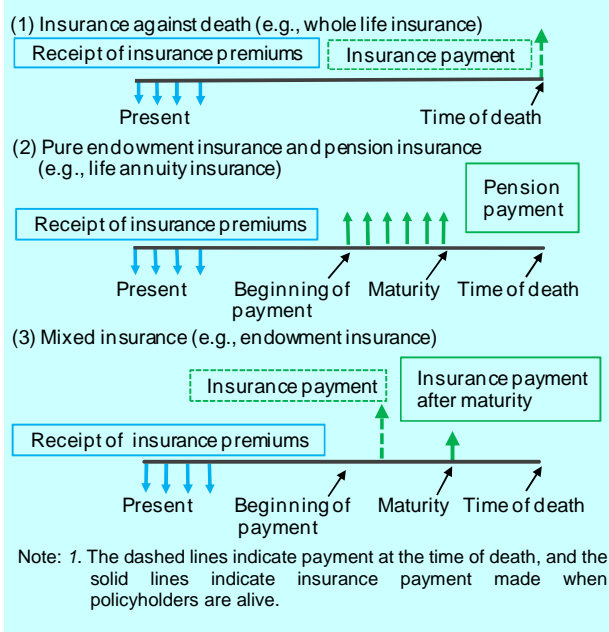 (1) Insurance against death (e.g., whole life insurance)
Receipt of insurance premiums
Insurance payment
Present
Time of death
(2) Pure endowment insurance and pension insurance
(e.g., life annuity insurance)
Pension
payment
Receipt of insurance premiums
Present
Beginning of
payment
Maturity
Time of death
(3) Mixed insurance (e.g., endowment insurance)
Insurance payment
Insurance payment
after maturity
Receipt of insurance premiums
Present
Beginning of
payment
Maturity
Time of death
Note: 1. The dashed lines indicate payment at the time of death, and the
solid lines indicate insurance payment made when
policyholders are alive.